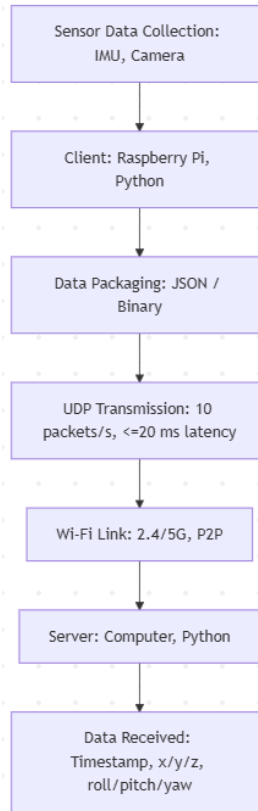 Sensor Data Collection:
IMU, Camera
Client: Raspberry Pi,
Python
Data Packaging: JSON /
Binary
UDP Transmission: 10
packets/s, <=20 ms latency
Wi-Fi Link: 2.4/5G, P2P
Server: Computer, Python
Data Received:
Timestamp, x/y/z,
roll/pitch/yaw